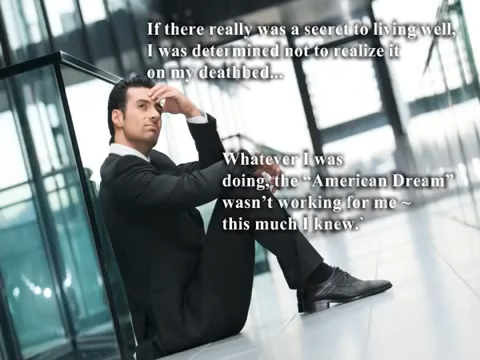 If there really was a secret to living well,
I was determined not to realize it
on my deathbed...
Whatever I was
doing, the “American Dream”
wasn’t working for me ~
this much I knew.`